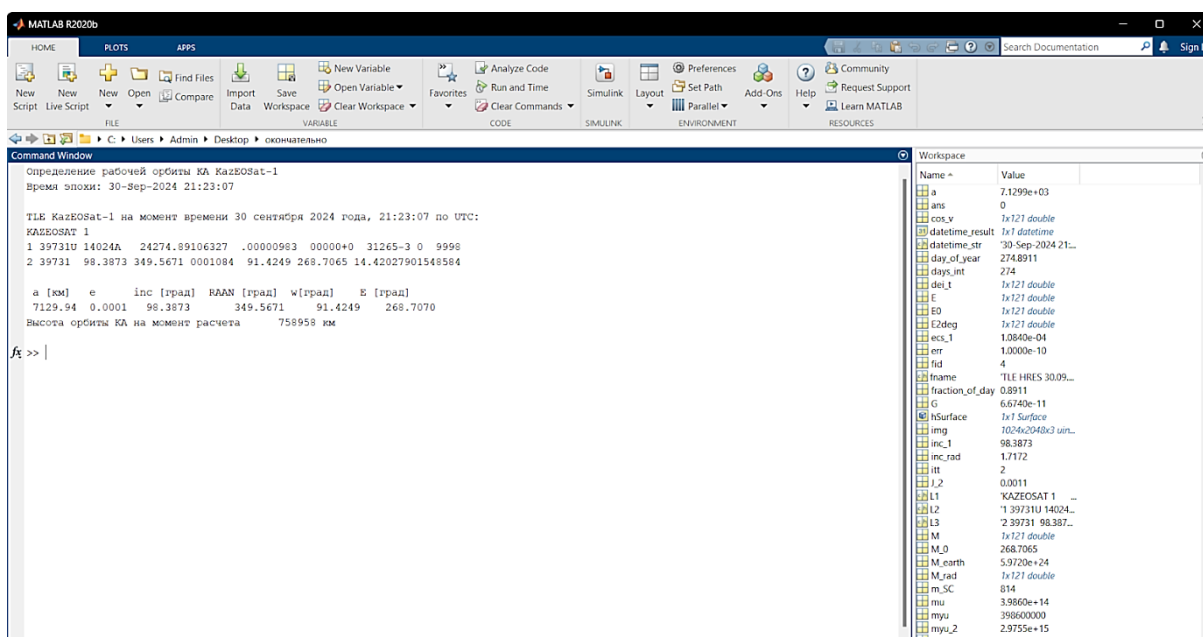 MATLAB R2020b
HOME PLOTS APPS
Search Documentation
Sign
New Script
New Live Script
New
Open
Find Files
Compare
FILE
Import Data
Save Workspace
New Variable
Open Variable
Clear Workspace
VARIABLE
Favorites
Analyze Code
Run and Time
Clear Commands
CODE
Simulink
SIMULINK
Layout
Preferences
Set Path
Parallel
Add-Ons
ENVIRONMENT
Help
Community
Request Support
Learn MATLAB
RESOURCES
C: Users Admin Desktop окончательно
Command Window
Определение рабочей орбиты КА KazEOSat-1
Время эпохи: 30-Sep-2024 21:23:07
TLE KazEOSat-1 на момент времени 30 сентября 2024 года, 21:23:07 по UTC:
KAZEOSAT 1
1 39731U 14024A 24274.89106327 .00000983 00000+0 31265-3 0 9998
2 39731 98.3873 349.5671 0001084 91.4249 268.7065 14.42027901548584
a [км] e inc [град] RAAN [град] w[град] E [град]
7129.94 0.0001 98.3873 349.5671 91.4249 268.7070
Высота орбиты КА на момент расчета 758958 км
fx >>
Workspace
Name Value
a 7.1299e+03
ans 0
cos_v 1x121 double
datetime_result 1x1 datetime
datetime_str '30-Sep-2024 21:...
day_of_year 274.8911
days_int 274
dei_t 1x121 double
E 1x121 double
E0 1x121 double
E2deg 1x121 double
ecs_1 1.0840e-04
err 1.0000e-10
fid 4
fname 'TLE HRES 30.09....
fraction_of_day 0.8911
G 6.6740e-11
hSurface 1x1 Surface
img 1024x2048x3 uin...
inc_1 98.3873
inc_rad 1.7172
itt 2
J_2 0.0011
L1 'KAZEOSAT 1 ...
L2 '1 39731U 14024...
L3 '2 39731 98.387...
M 1x121 double
M_0 268.7065
M_earth 5.9720e+24
M_rad 1x121 double
m_SC 814
mu 3.9860e+14
myu 398600000
myu_2 2.9755e+15